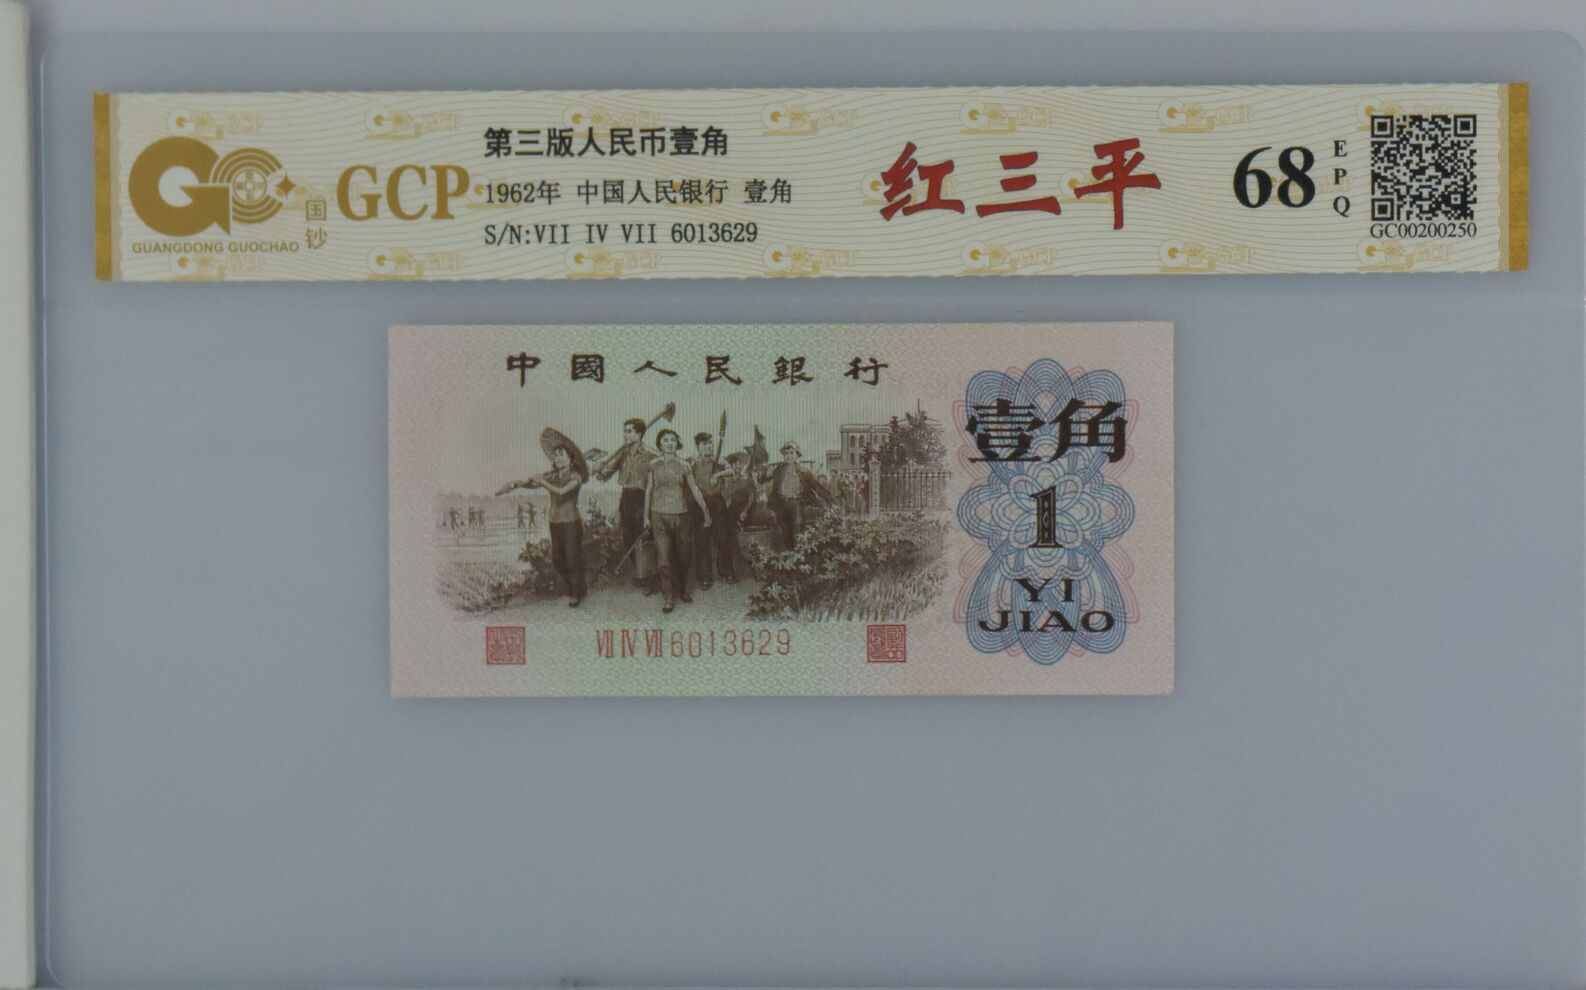 GUANGDONG GUOCHAO
国钞
GCP
第三版人民币壹角
1962年 中国人民银行 壹角
S/N:VII IV VII 6013629
红三平
68
EPQ
GC00200250
中國人民銀行
壹角
1
YI
JIAO
VII IV VII 6013629